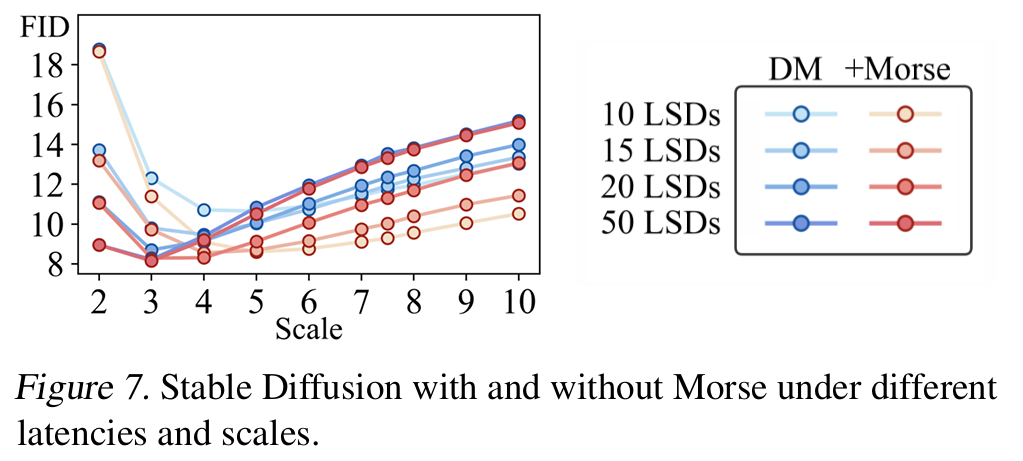 FID
18
16
14
12
10
8
2 3 4 5 6 7 8 9 10
Scale
DM +Morse
10 LSDs
15 LSDs
20 LSDs
50 LSDs
Figure 7. Stable Diffusion with and without Morse under different
latencies and scales.